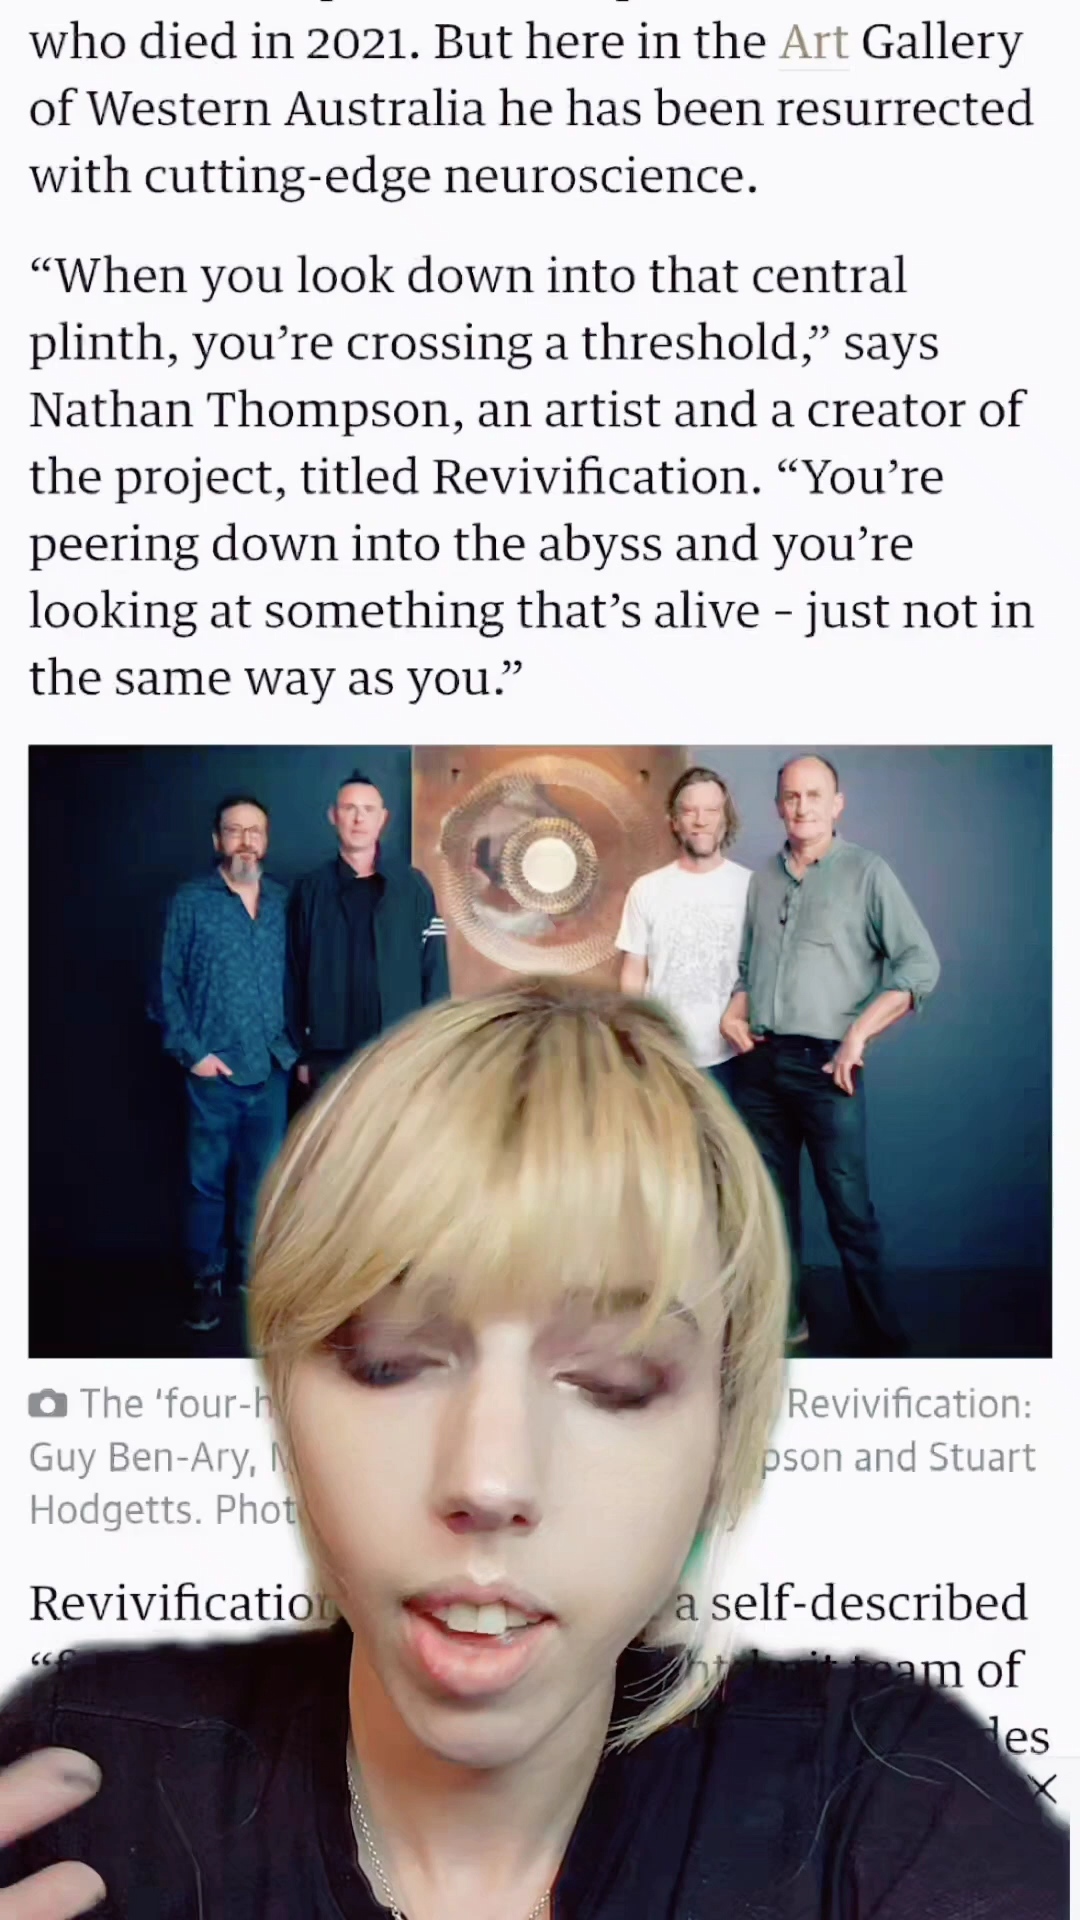 who died in 2021. But here in the Art Gallery
of Western Australia he has been resurrected
with cutting-edge neuroscience.
“When you look down into that central
plinth, you’re crossing a threshold,” says
Nathan Thompson, an artist and a creator of
the project, titled Revivification. “You’re
peering down into the abyss and you’re
looking at something that’s alive – just not in
the same way as you.”
The ‘four-h Revivification:
Guy Ben-Ary, pson and Stuart
Hodgetts. Phot
Revivification a self-described
team of
des